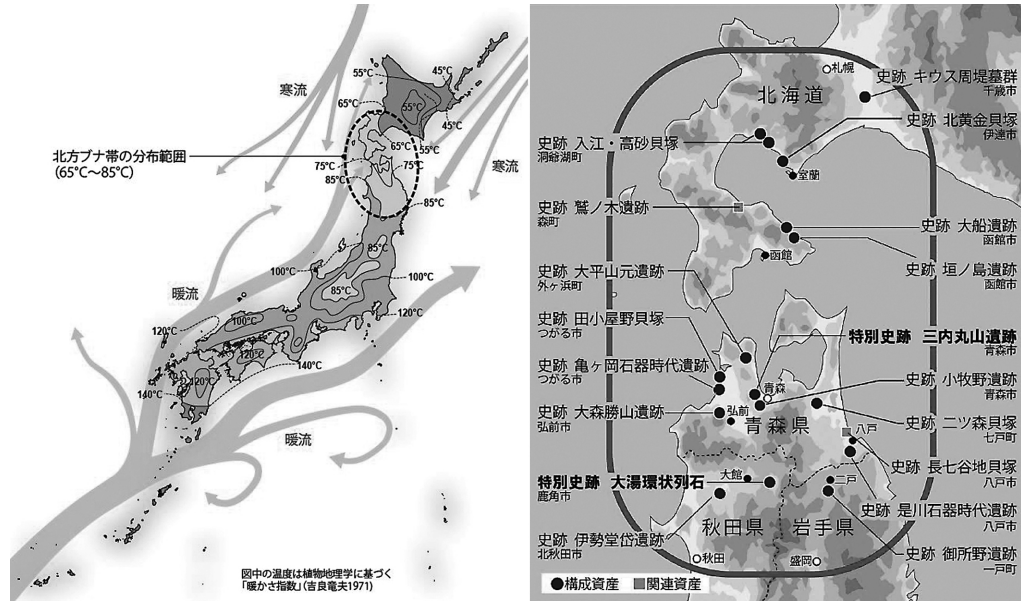 寒流
55°C
45°C
65°C
55°C
45°C
北方ブナ帯の分布範囲
(65°C～85°C)
65°C
55°C
75°C
75°C
寒流
85°C
85°C
85°C
100°C
100°C
暖流
85°C
120°C
120°C
100°C
120°C
140°C
140°C
120°C
暖流
図中の温度は植物地理学に基づく
「暖かさ指数」(吉良竜夫1971)
札幌
北海道
史跡 キウス周堤墓群
千歳市
史跡 北黄金貝塚
伊達市
史跡 入江・高砂貝塚
洞爺湖町
室蘭
史跡 鷲ノ木遺跡
森町
史跡 大船遺跡
函館市
函館
史跡 垣ノ島遺跡
函館市
史跡 大平山元遺跡
外ヶ浜町
史跡 田小屋野貝塚
つがる市
特別史跡 三内丸山遺跡
青森市
史跡 亀ヶ岡石器時代遺跡
つがる市
史跡 小牧野遺跡
青森市
青森
史跡 大森勝山遺跡
弘前市
弘前
青森県
史跡 二ツ森貝塚
七戸町
八戸
史跡 長七谷地貝塚
八戸市
特別史跡 大湯環状列石
鹿角市
大館
二戸
史跡 是川石器時代遺跡
八戸市
秋田県
岩手県
史跡 伊勢堂岱遺跡
北秋田市
史跡 御所野遺跡
一戸町
秋田
盛岡
●構成資産 ■関連資産